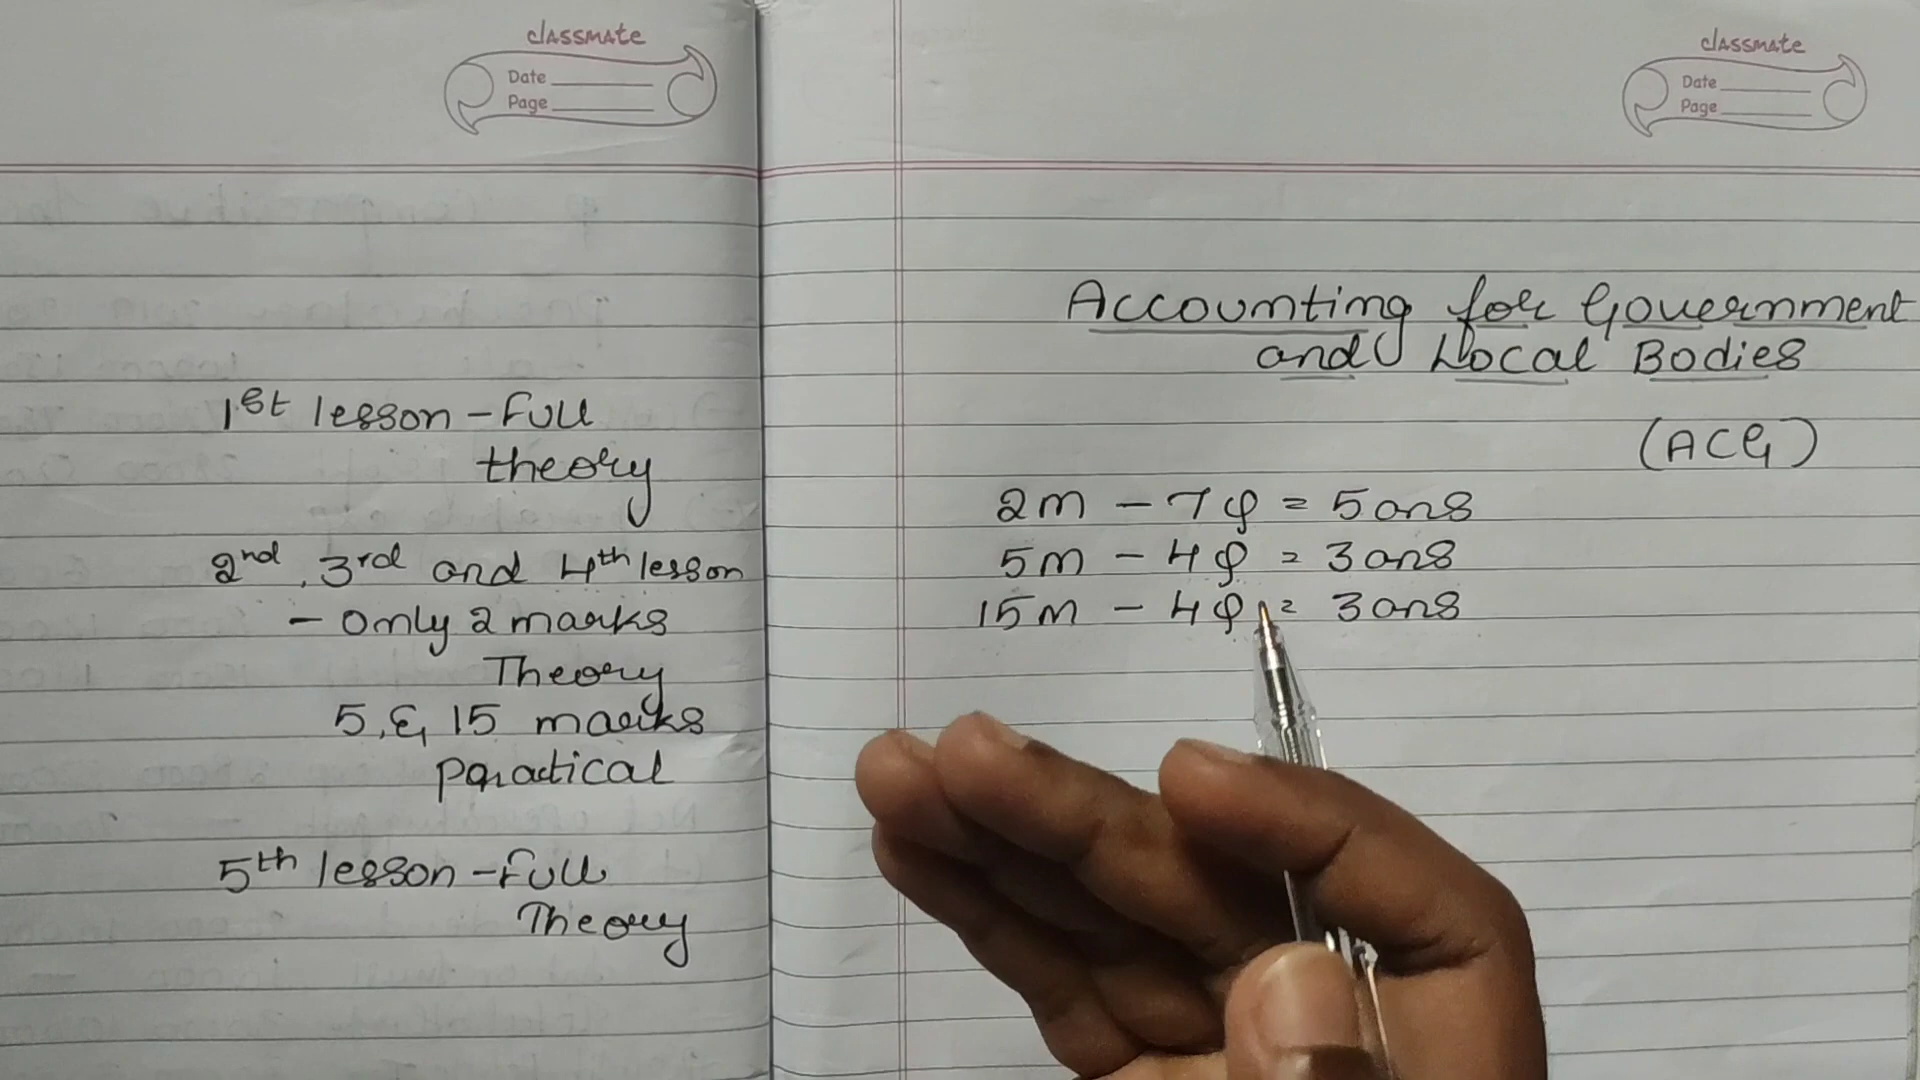 classmate
Date
Page
1st lesson - Full
theory
2nd, 3rd and 4th lesson
- Only 2 marks
Theory
5, & 15 marks
Practical
5th lesson - Full
Theory
classmate
Date
Page
Accounting for Government
and Local Bodies
(ACG)
2m - 7Q = 5 ans
5m - 4Q = 3 ans
15m - 4Q = 3 ans